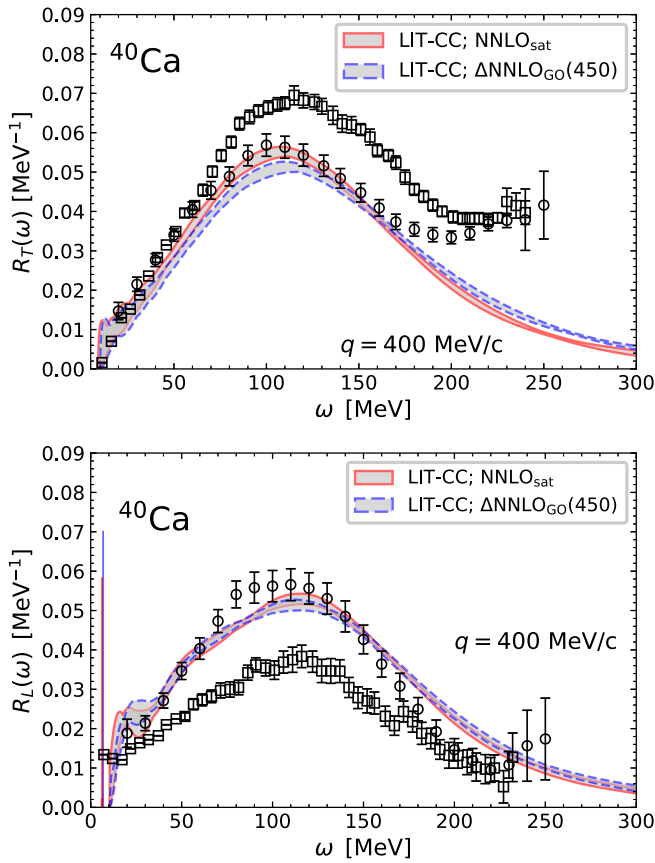 ⁴⁰Ca
LIT-CC; NNLO_sat
LIT-CC; ΔNNLO_GO(450)
0.09
0.08
0.07
0.06
0.05
0.04
0.03
0.02
0.01
0.00
R_T(ω) [MeV⁻¹]
q = 400 MeV/c
50 100 150 200 250 300
ω [MeV]
⁴⁰Ca
LIT-CC; NNLO_sat
LIT-CC; ΔNNLO_GO(450)
0.09
0.08
0.07
0.06
0.05
0.04
0.03
0.02
0.01
0.00
R_L(ω) [MeV⁻¹]
q = 400 MeV/c
0 50 100 150 200 250 300
ω [MeV]